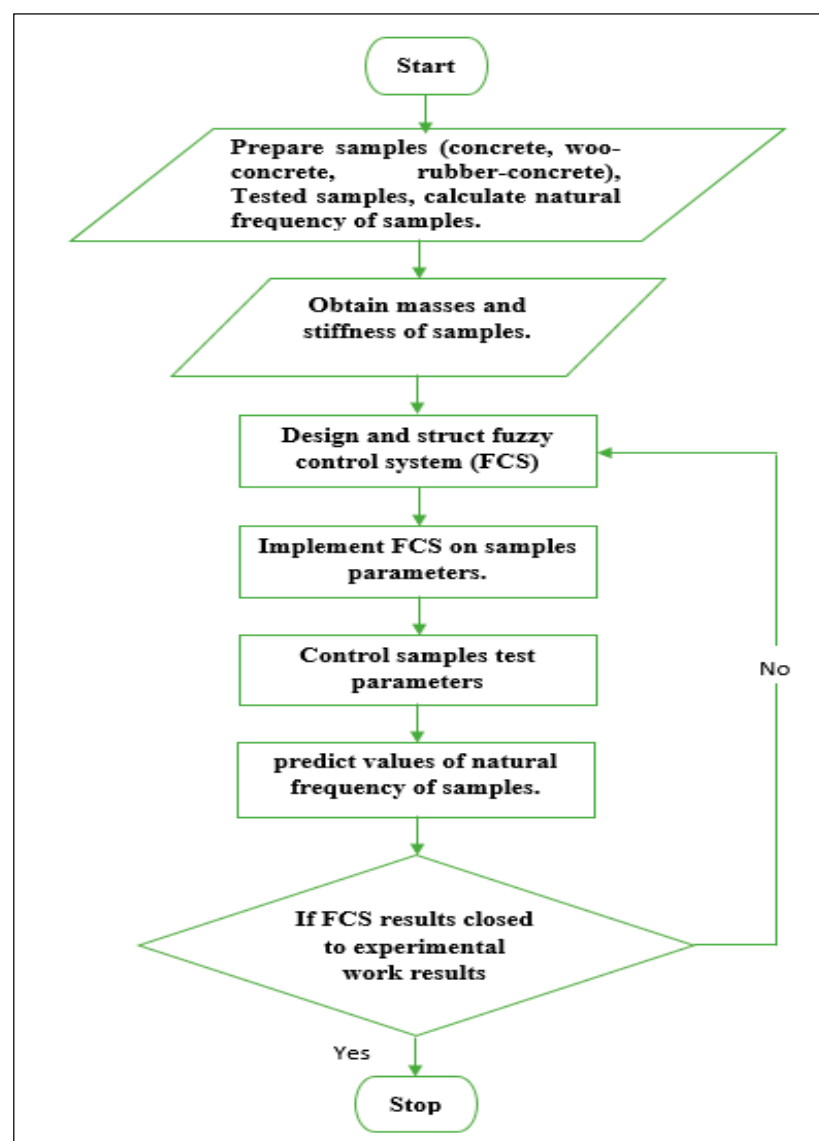 Start
Prepare samples (concrete, woo-
concrete, rubber-concrete),
Tested samples, calculate natural
frequency of samples.
Obtain masses and
stiffness of samples.
Design and struct fuzzy
control system (FCS)
Implement FCS on samples
parameters.
Control samples test
parameters
No
predict values of natural
frequency of samples.
If FCS results closed
to experimental
work results
Yes
Stop